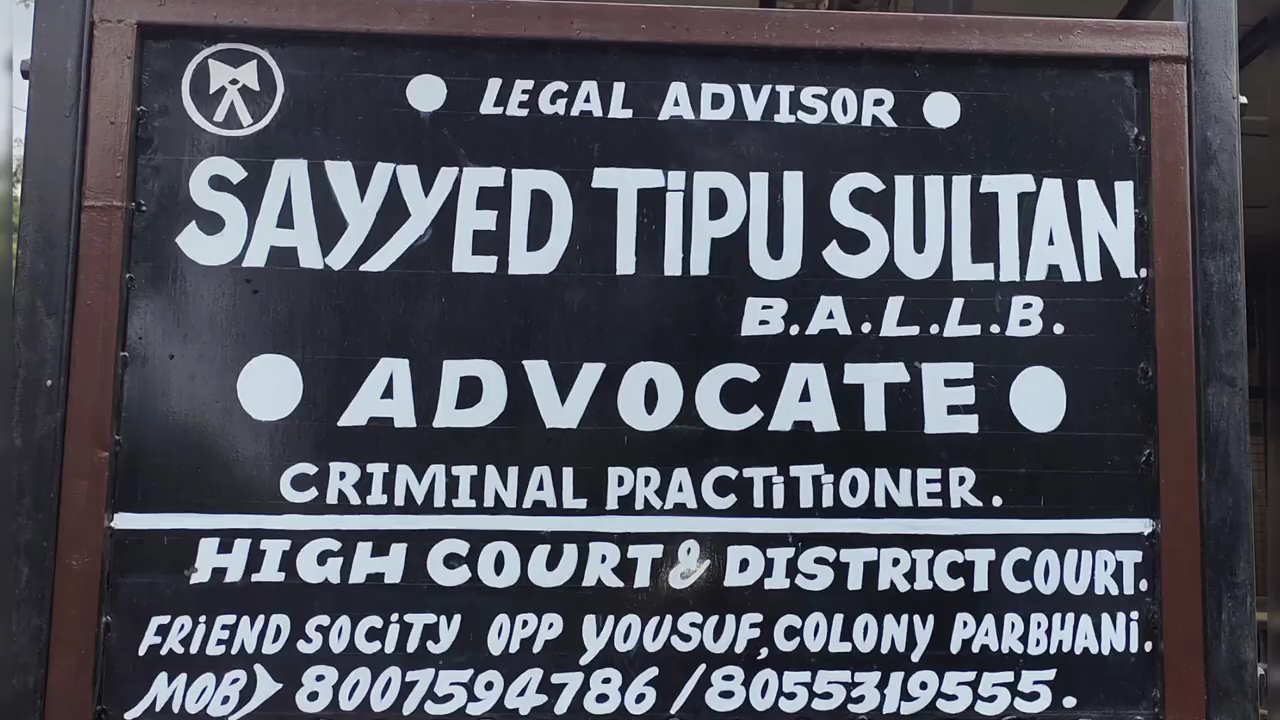 LEGAL ADVISOR
SAYYED TiPU SULTAN.
B.A.L.L.B.
ADVOCATE
CRIMINAL PRACTiTiONER.
HIGH COURT & DISTRICT COURT.
FRiEND SOCiTY OPP YOUSUF, COLONY PARBHANi.
MOB> 8007594786 / 8055319555.